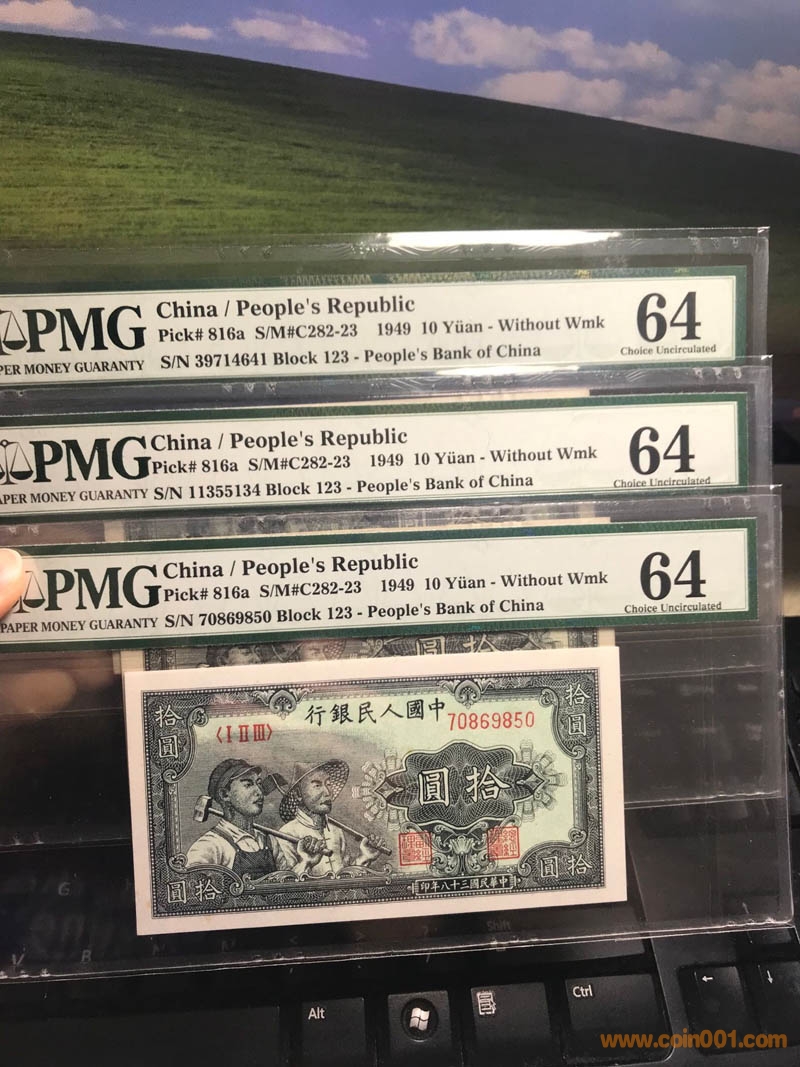 PMG
PER MONEY GUARANTY
China / People's Republic
Pick# 816a S/M#C282-23 1949 10 Yüan - Without Wmk
S/N 39714641 Block 123 - People's Bank of China
64
Choice Uncirculated
PMG
APER MONEY GUARANTY
China / People's Republic
Pick# 816a S/M#C282-23 1949 10 Yüan - Without Wmk
S/N 11355134 Block 123 - People's Bank of China
64
Choice Uncirculated
PMG
PAPER MONEY GUARANTY
China / People's Republic
Pick# 816a S/M#C282-23 1949 10 Yüan - Without Wmk
S/N 70869850 Block 123 - People's Bank of China
64
Choice Uncirculated
行銀民人國中
〈I II III〉
70869850
拾圓
拾圓
圓拾
圓拾
圓拾
印年八十三國民華中
G
V
B
N
Shift
Alt
Ctrl
←
↓
www.coin001.com